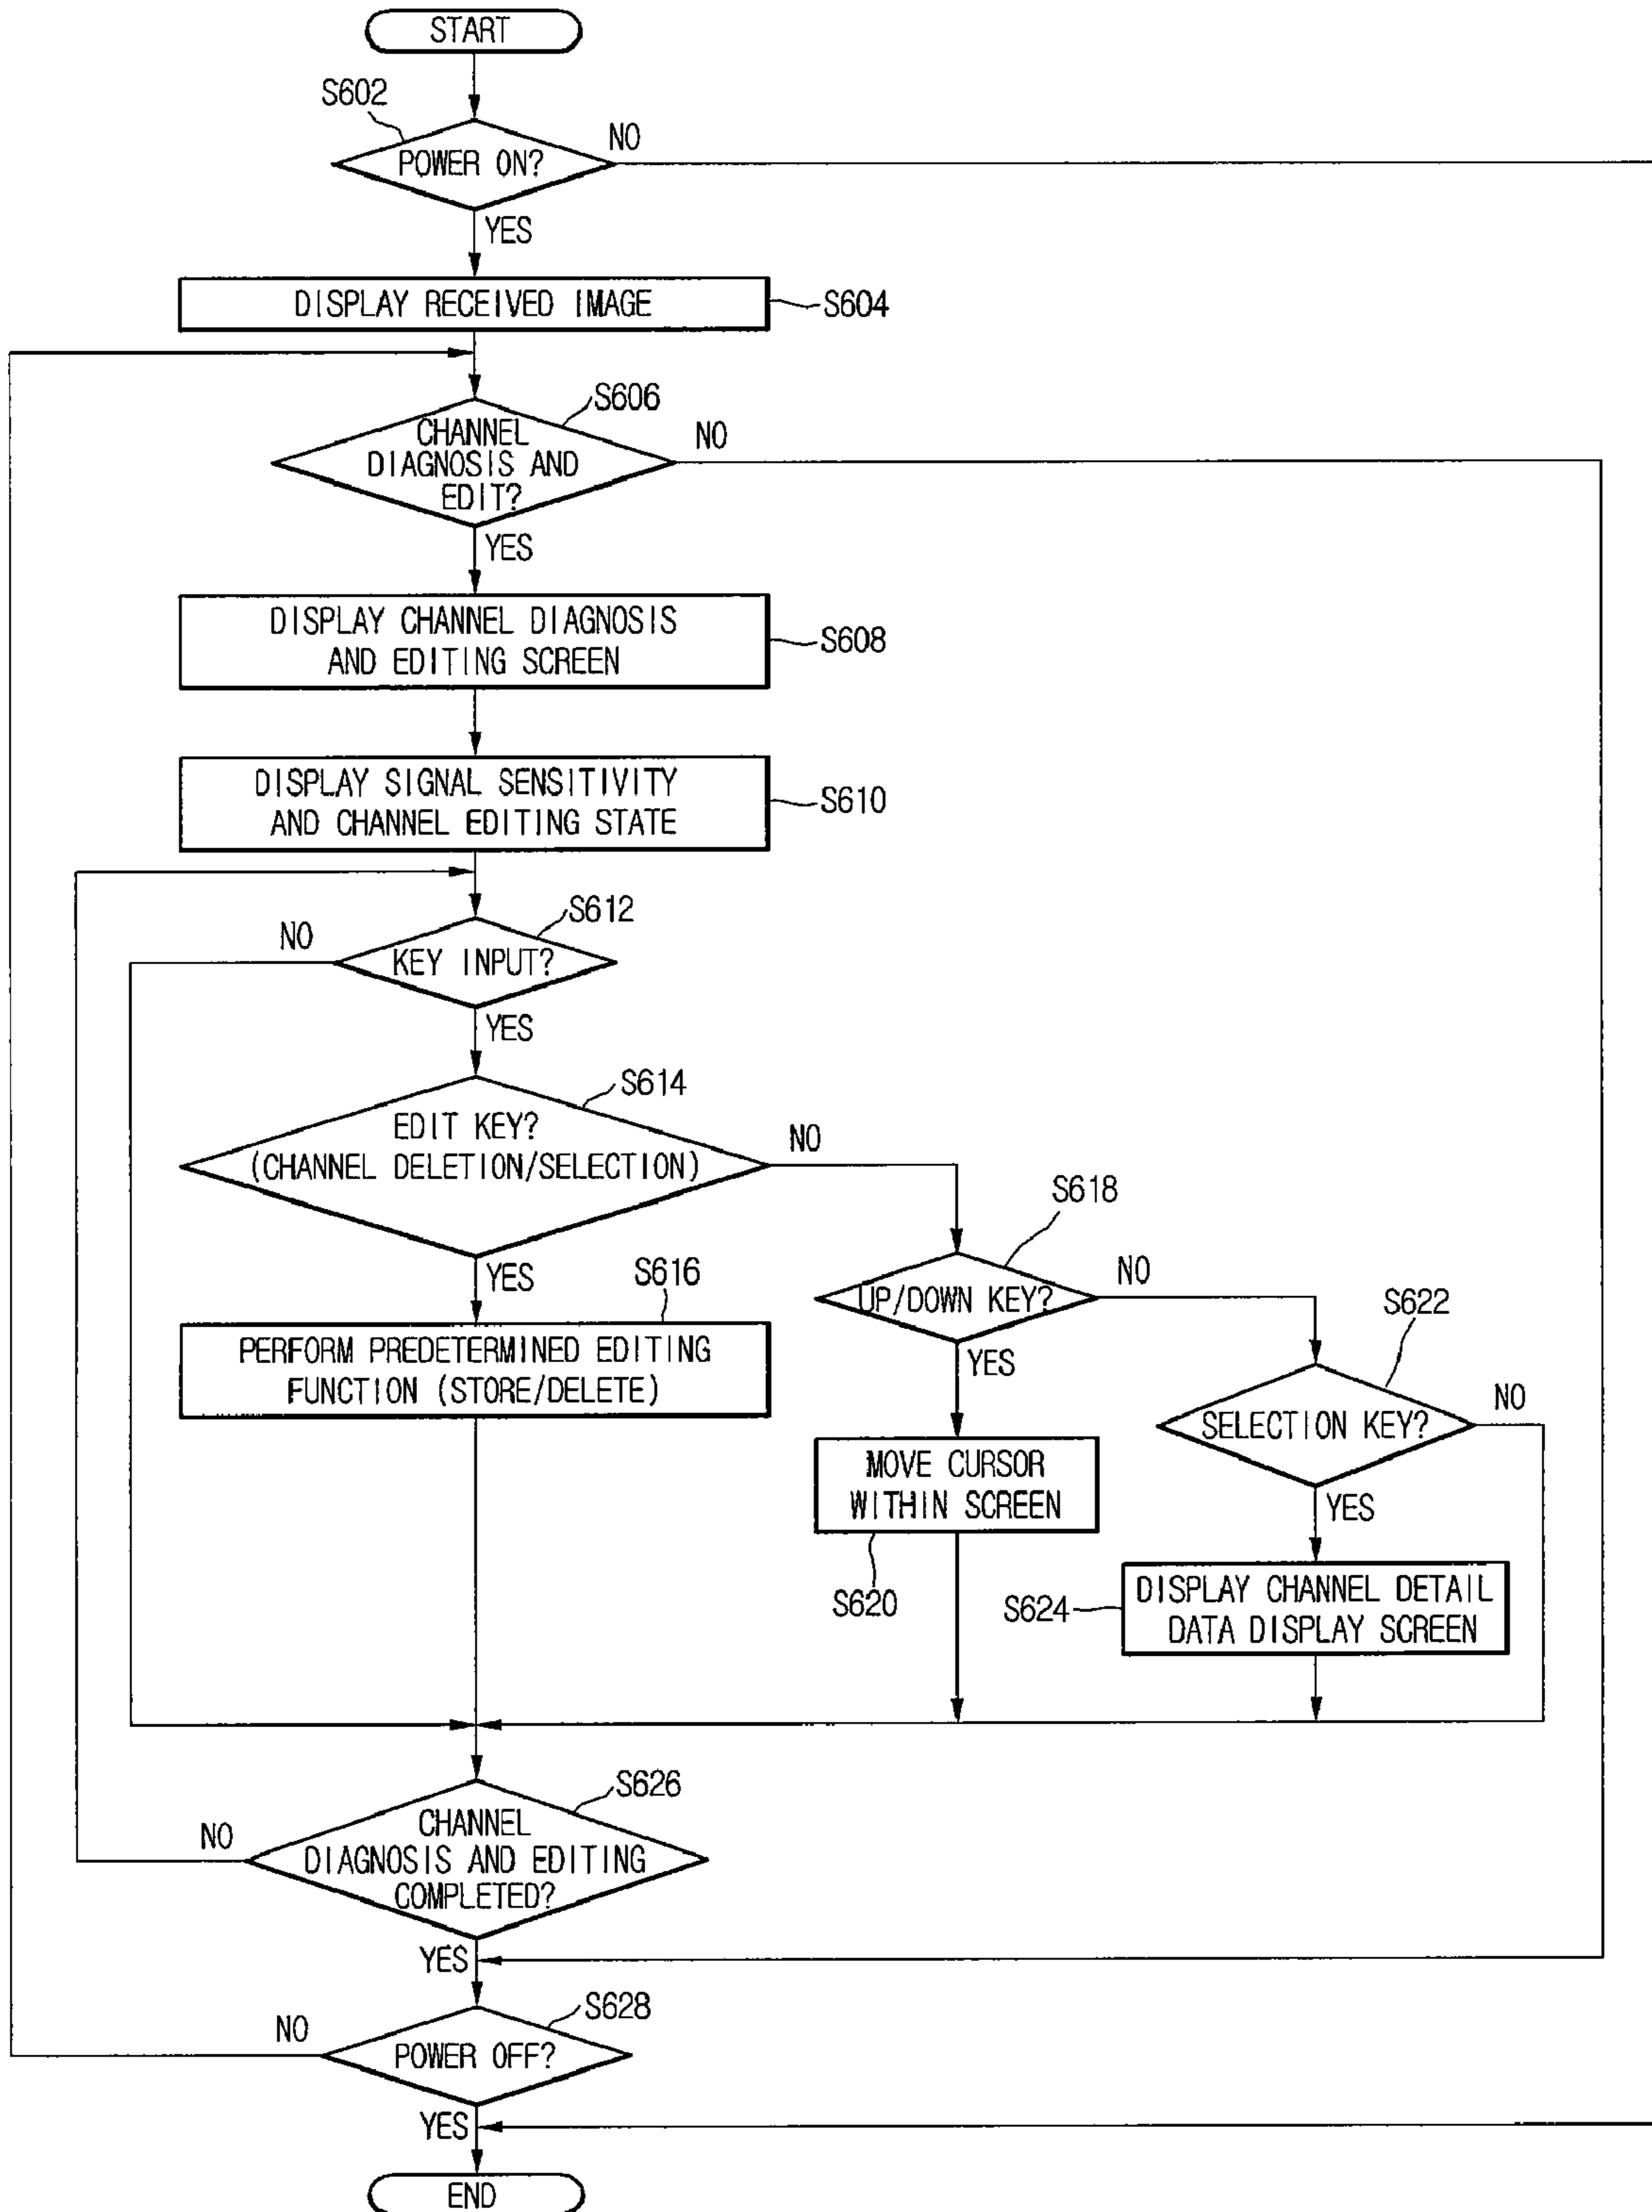 START
S602
NO
POWER ON?
YES
DISPLAY RECEIVED IMAGE
S604
S606
CHANNEL
DIAGNOSIS AND
EDIT?
NO
YES
DISPLAY CHANNEL DIAGNOSIS
AND EDITING SCREEN
S608
DISPLAY SIGNAL SENSITIVITY
AND CHANNEL EDITING STATE
S610
S612
NO
KEY INPUT?
YES
S614
EDIT KEY?
(CHANNEL DELETION/SELECTION)
NO
S618
YES
S616
UP/DOWN KEY?
NO
S622
PERFORM PREDETERMINED EDITING
FUNCTION (STORE/DELETE)
YES
SELECTION KEY?
NO
MOVE CURSOR
WITHIN SCREEN
YES
S620
S624
DISPLAY CHANNEL DETAIL
DATA DISPLAY SCREEN
S626
CHANNEL
DIAGNOSIS AND EDITING
COMPLETED?
NO
YES
S628
NO
POWER OFF?
YES
END